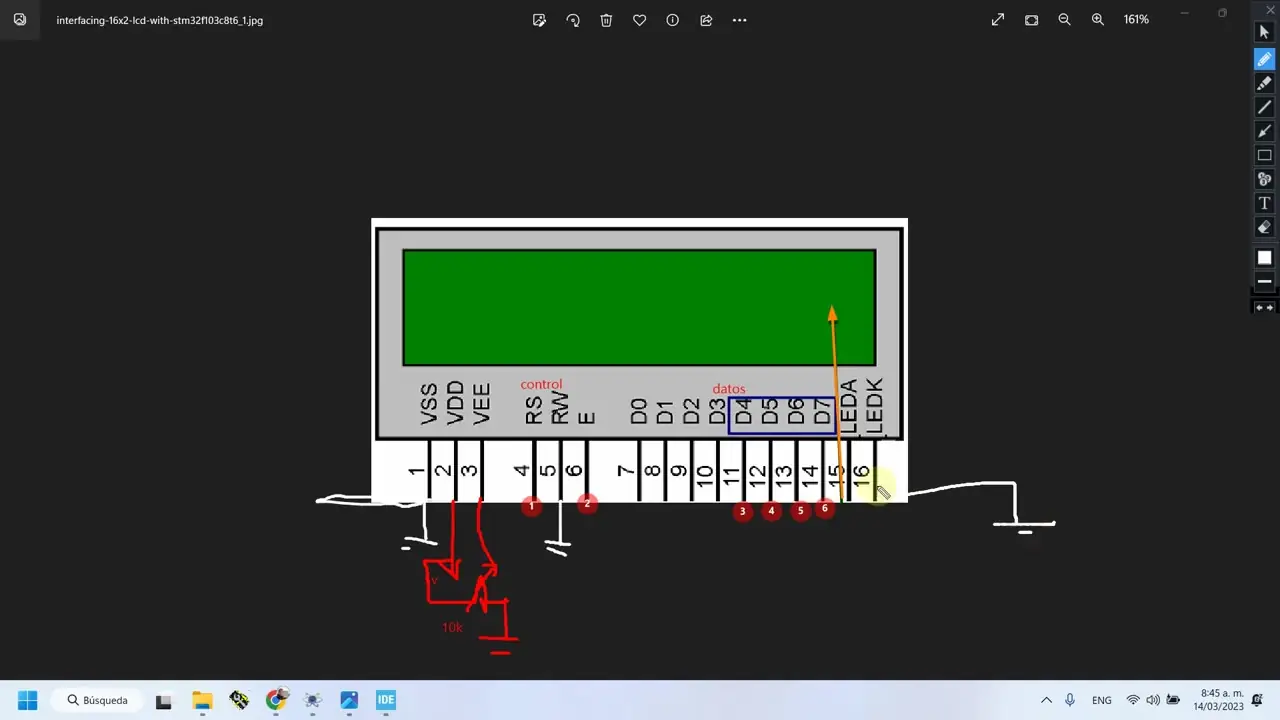 interfacing-16x2-lcd-with-stm32f103c8t6_1.jpg
161%
T
control
datos
VSS VDD VEE RS RW E D0 D1 D2 D3 D4 D5 D6 D7 LEDA LEDK
1 2 3 4 5 6 7 8 9 10 11 12 13 14 15 16
1 2 3 4 5 6
v
10k
Búsqueda
IDE
ENG
8:45 a. m.
14/03/2023